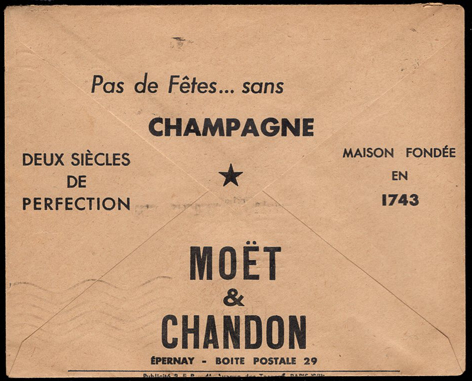 Pas de Fêtes... sans
CHAMPAGNE
DEUX SIÈCLES
DE
PERFECTION
★
MAISON FONDÉE
EN
1743
MOËT
&
CHANDON
ÉPERNAY - BOITE POSTALE 29
Publicité